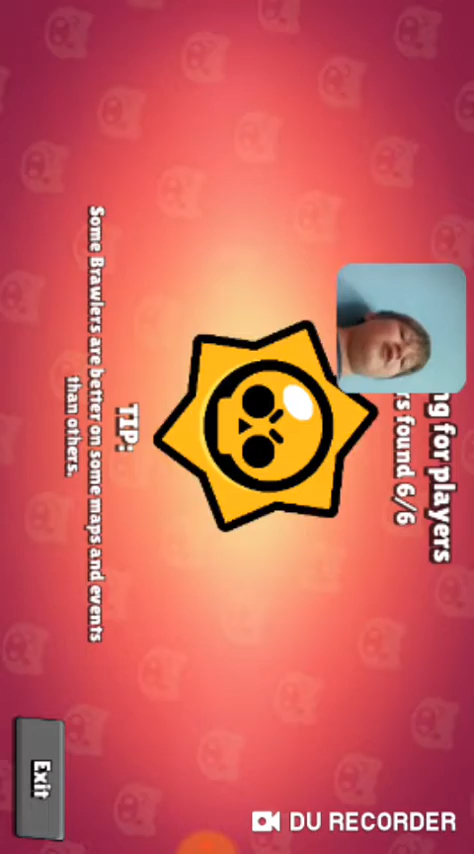 ng for players
rs found 6/6
TIP:
Some Brawlers are better on some maps and events
than others.
Exit
DU RECORDER